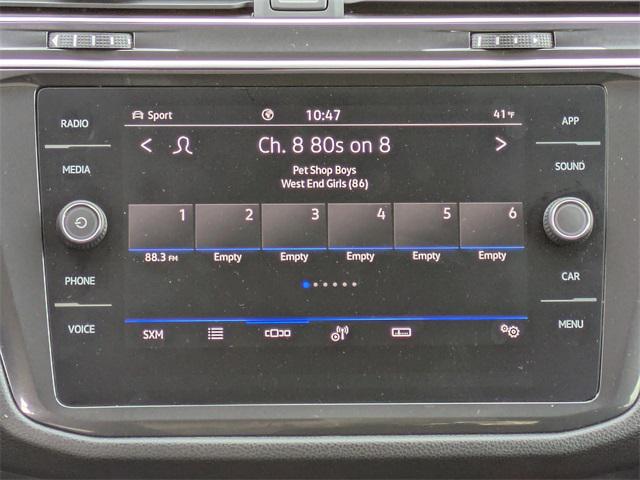 RADIO
MEDIA
PHONE
VOICE
Sport 10:47 41°F
Ch. 8 80s on 8
Pet Shop Boys
West End Girls (86)
1 2 3 4 5 6
88.3 FM Empty Empty Empty Empty Empty
SXM
APP
SOUND
CAR
MENU